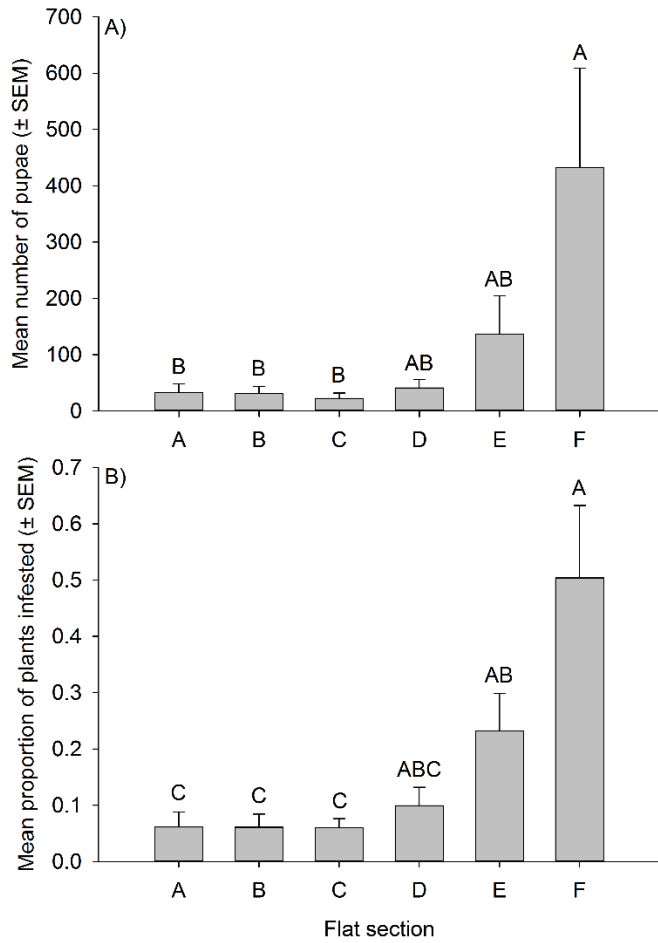 A)
Mean number of pupae (± SEM)
700
600
500
400
300
200
100
0
B
B
B
AB
AB
A
A B C D E F
B)
Mean proportion of plants infested (± SEM)
0.7
0.6
0.5
0.4
0.3
0.2
0.1
0.0
C
C
C
ABC
AB
A
A B C D E F
Flat section